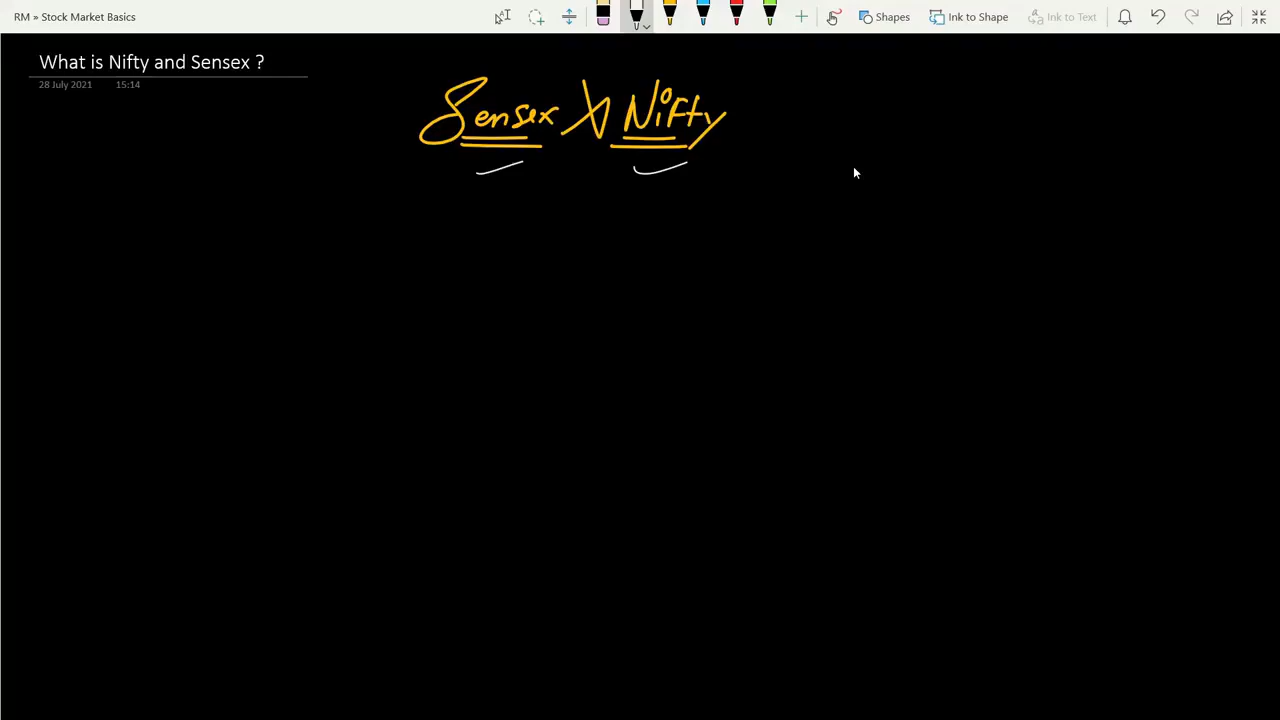 RM » Stock Market Basics
Shapes
Ink to Shape
Ink to Text
What is Nifty and Sensex ?
28 July 2021 15:14
Sensex & Nifty